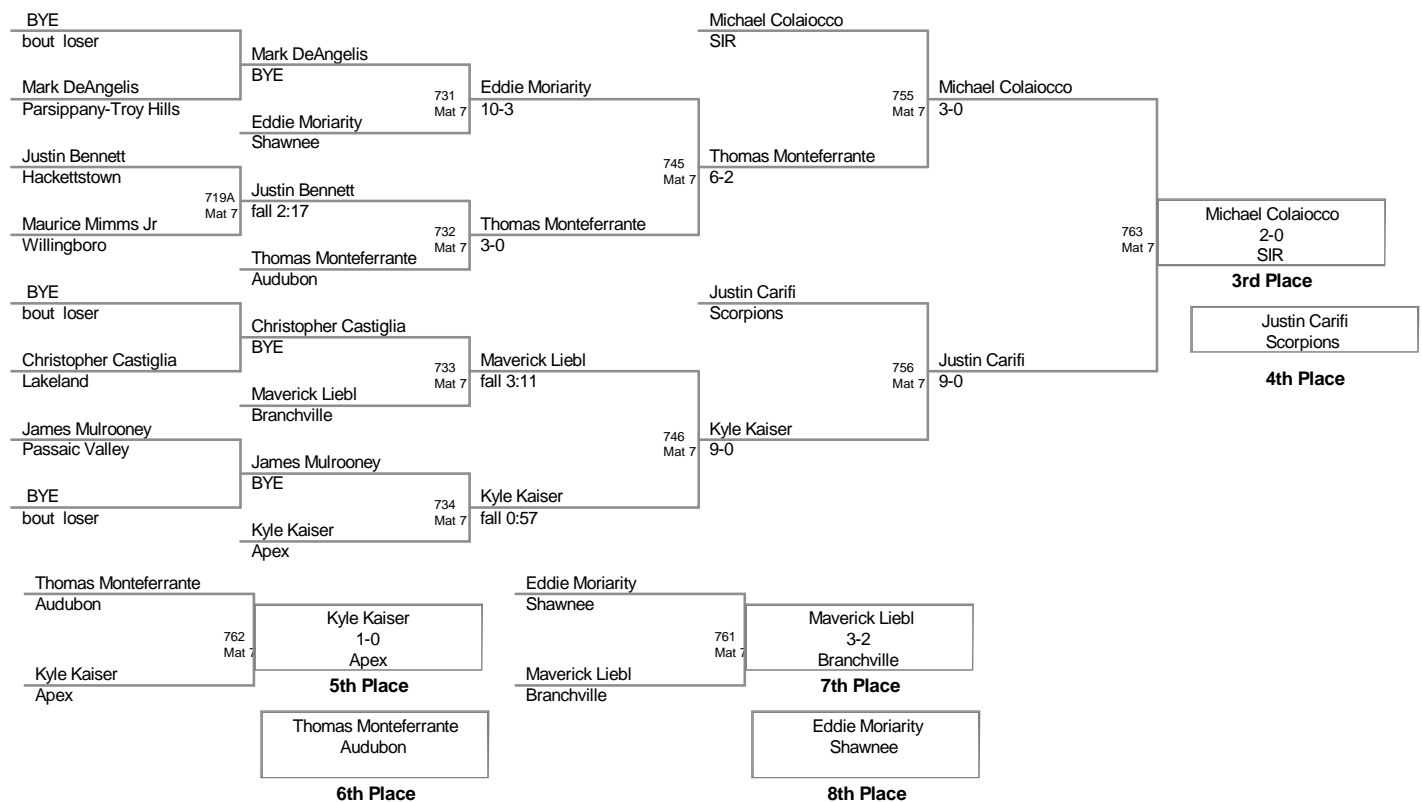 BYE
bout loser
Mark DeAngelis
Parsippany-Troy Hills
Justin Bennett
Hackettstown
Maurice Mimms Jr
Willingboro
BYE
bout loser
Christopher Castiglia
Lakeland
James Mulrooney
Passaic Valley
BYE
bout loser
719A
Mat 7
Mark DeAngelis
BYE
Eddie Moriarity
Shawnee
Justin Bennett
fall 2:17
Thomas Monteferrante
Audubon
Christopher Castiglia
BYE
Maverick Liebl
Branchville
James Mulrooney
BYE
Kyle Kaiser
Apex
731
Mat 7
732
Mat 7
733
Mat 7
734
Mat 7
Eddie Moriarity
10-3
Thomas Monteferrante
3-0
Maverick Liebl
fall 3:11
Kyle Kaiser
fall 0:57
745
Mat 7
746
Mat 7
Michael Colaiocco
SIR
Thomas Monteferrante
6-2
Justin Carifi
Scorpions
Kyle Kaiser
9-0
755
Mat 7
756
Mat 7
Michael Colaiocco
3-0
Justin Carifi
9-0
763
Mat 7
Michael Colaiocco
2-0
SIR
3rd Place
Justin Carifi
Scorpions
4th Place
Thomas Monteferrante
Audubon
Kyle Kaiser
Apex
762
Mat 7
Kyle Kaiser
1-0
Apex
5th Place
Thomas Monteferrante
Audubon
6th Place
Eddie Moriarity
Shawnee
Maverick Liebl
Branchville
761
Mat 7
Maverick Liebl
3-2
Branchville
7th Place
Eddie Moriarity
Shawnee
8th Place